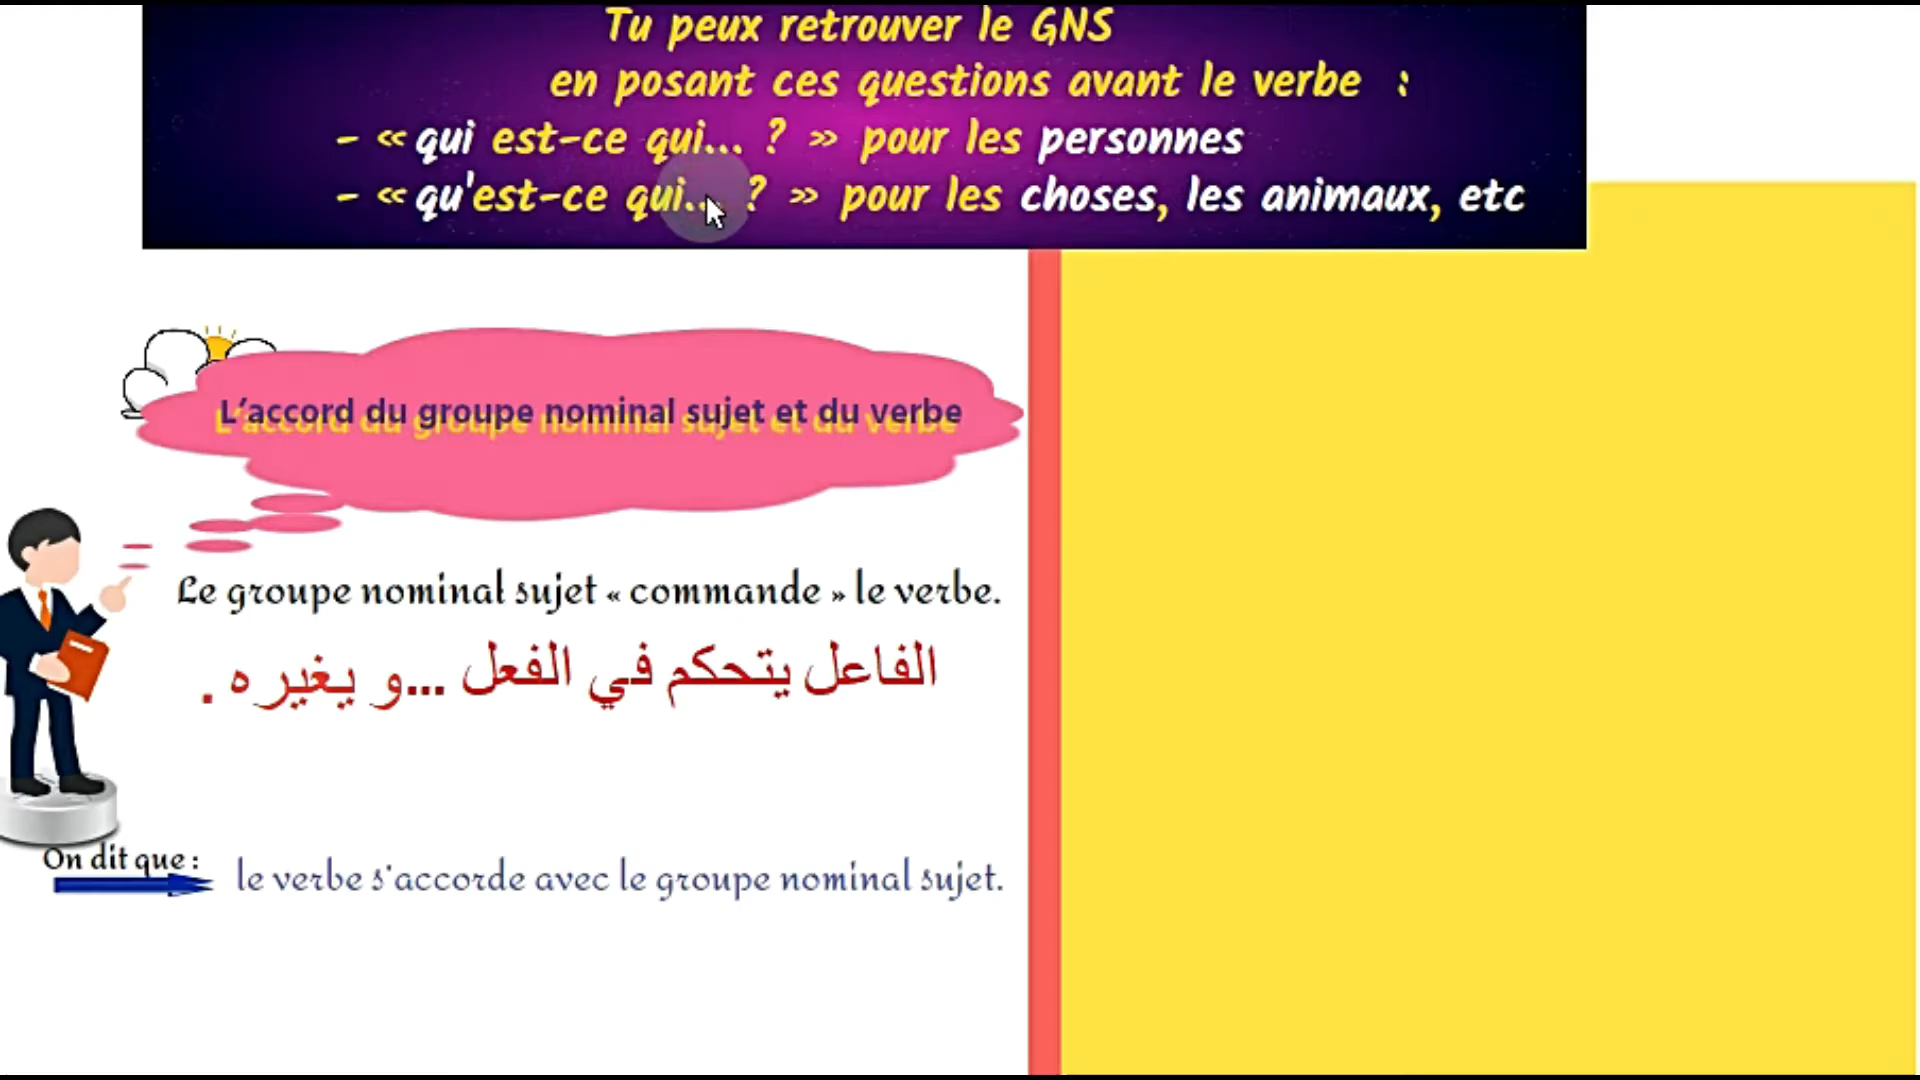 Tu peux retrouver le GNS
en posant ces questions avant le verbe :
- « qui est-ce qui... ? » pour les personnes
- « qu'est-ce qui... ? » pour les choses, les animaux, etc
L'accord du groupe nominal sujet et du verbe
Le groupe nominal sujet « commande » le verbe.
الفاعل يتحكم في الفعل ...و يغيره .
On dit que :
le verbe s'accorde avec le groupe nominal sujet.